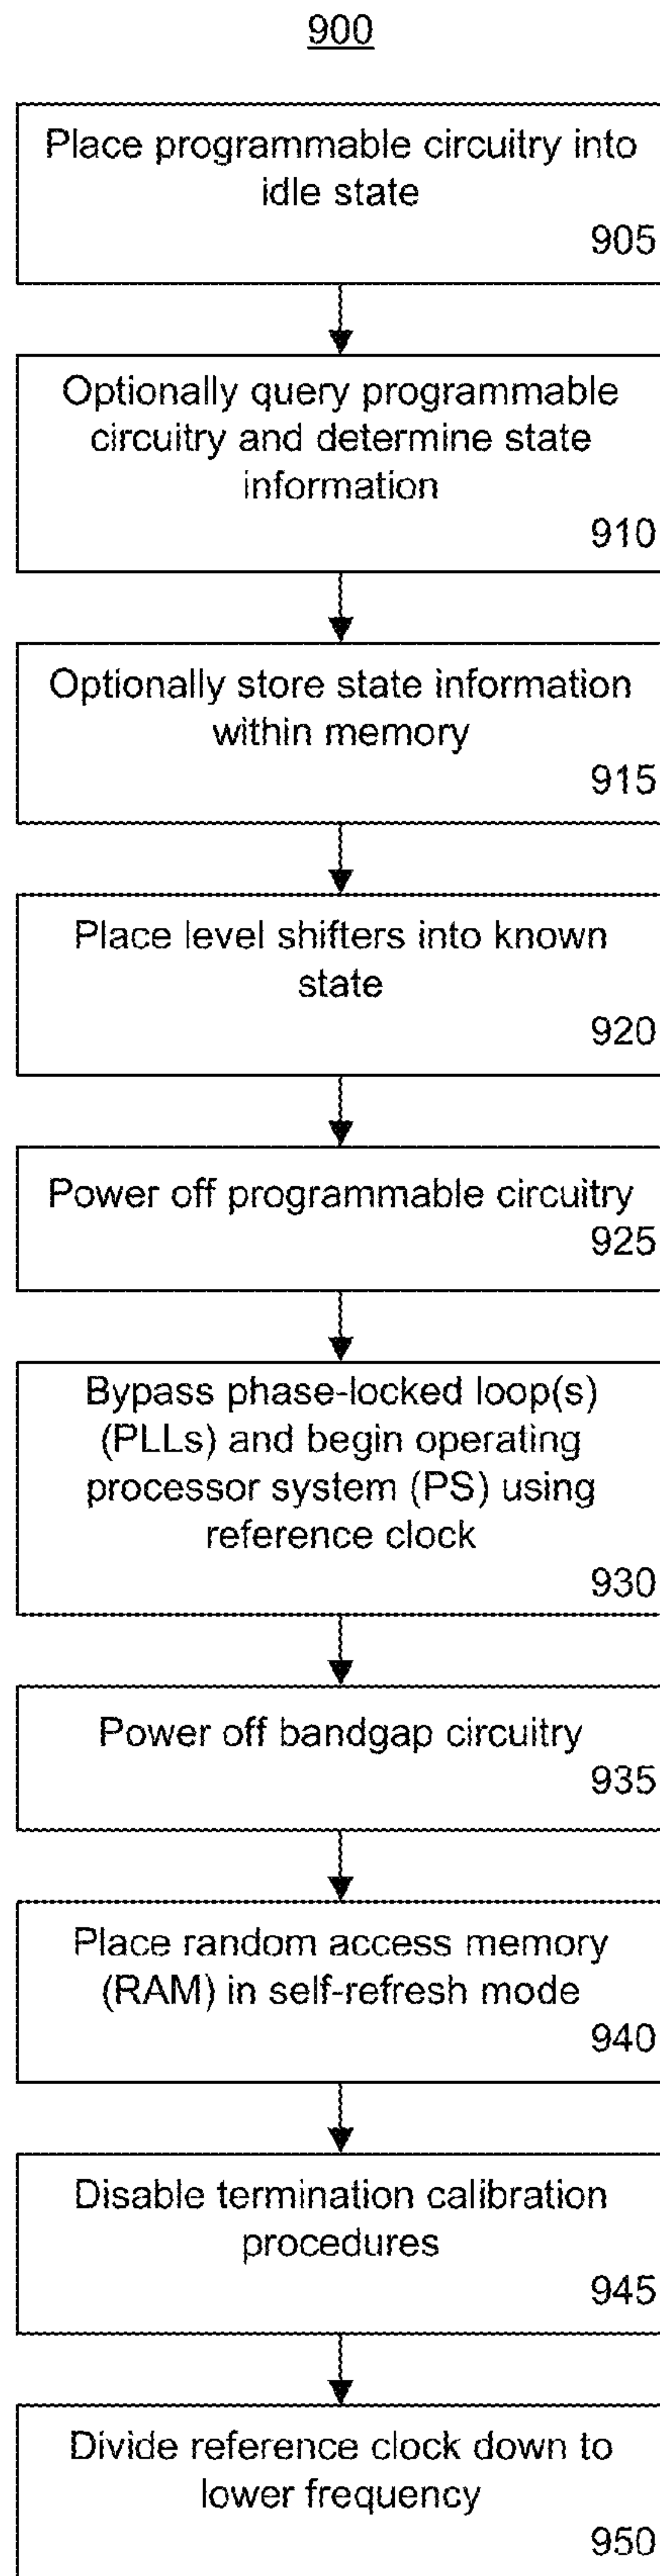 900
Place programmable circuitry into
idle state
905
Optionally query programmable
circuitry and determine state
information
910
Optionally store state information
within memory
915
Place level shifters into known
state
920
Power off programmable circuitry
925
Bypass phase-locked loop(s)
(PLLs) and begin operating
processor system (PS) using
reference clock
930
Power off bandgap circuitry
935
Place random access memory
(RAM) in self-refresh mode
940
Disable termination calibration
procedures
945
Divide reference clock down to
lower frequency
950